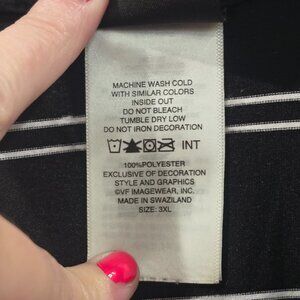 MACHINE WASH COLD
WITH SIMILAR COLORS
INSIDE OUT
DO NOT BLEACH
TUMBLE DRY LOW
DO NOT IRON DECORATION
INT
100%POLYESTER
EXCLUSIVE OF DECORATION
STYLE AND GRAPHICS
©VF IMAGEWEAR, INC.
MADE IN SWAZILAND
SIZE: 3XL